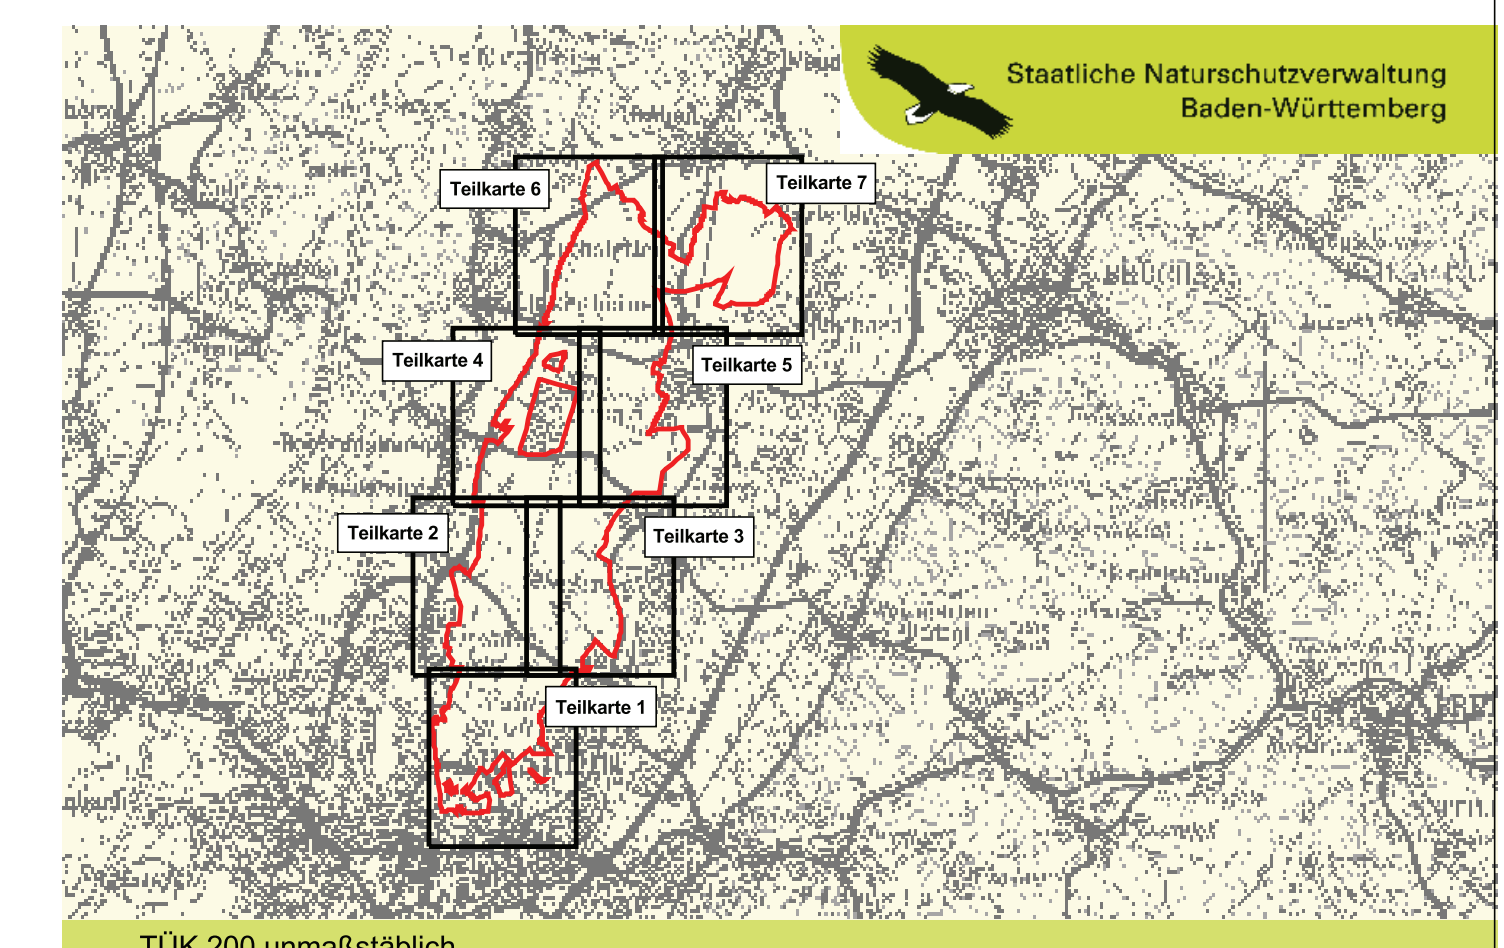 Staatliche Naturschutzverwaltung
Baden-Württemberg
Teilkarte 6
Teilkarte 7
Teilkarte 4
Teilkarte 5
Teilkarte 2
Teilkarte 3
Teilkarte 1
TÜK 200 unmaßstäblich